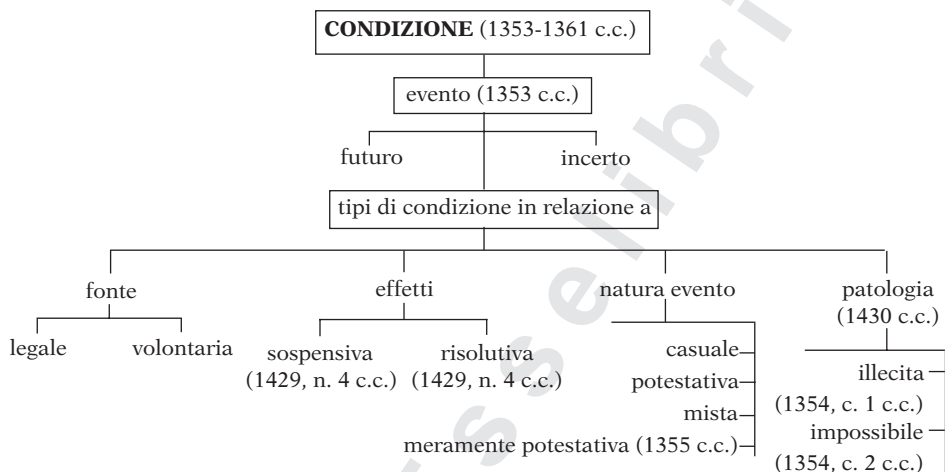 CONDIZIONE (1353-1361 c.c.)
evento (1353 c.c.)
futuro
incerto
tipi di condizione in relazione a
fonte
legale
volontaria
effetti
sospensiva
(1429, n. 4 c.c.)
risolutiva
(1429, n. 4 c.c.)
natura evento
casuale
potestativa
mista
meramente potestativa (1355 c.c.)
patologia
(1430 c.c.)
illecita
(1354, c. 1 c.c.)
impossibile
(1354, c. 2 c.c.)
sselibri